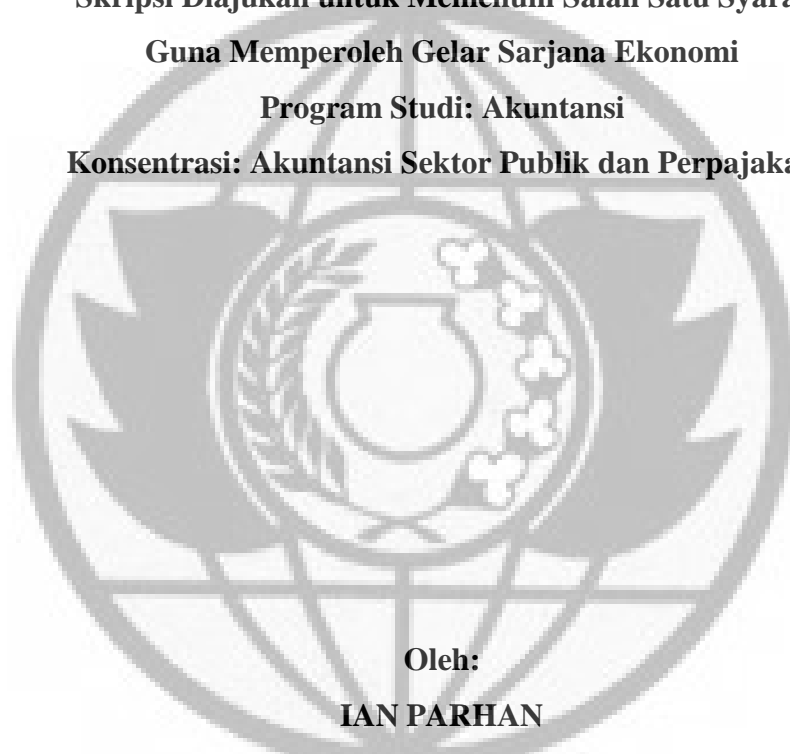 Skripsi Diajukan untuk Memenuhi Salah Satu Syara
Guna Memperoleh Gelar Sarjana Ekonomi
Program Studi: Akuntansi
Konsentrasi: Akuntansi Sektor Publik dan Perpajaka
Oleh:
IAN PARHAN